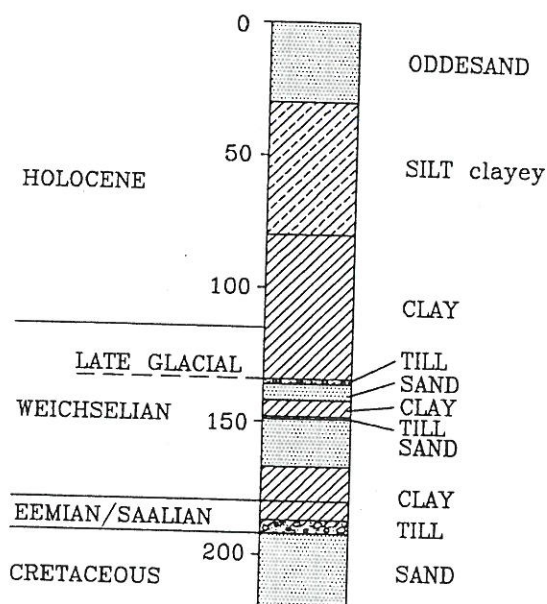 0
ODDESAND
50
SILT clayey
HOLOCENE
100
CLAY
LATE GLACIAL
TILL
SAND
WEICHSELIAN
CLAY
150
TILL
SAND
CLAY
EEMIAN/SAALIAN
TILL
200
CRETACEOUS
SAND